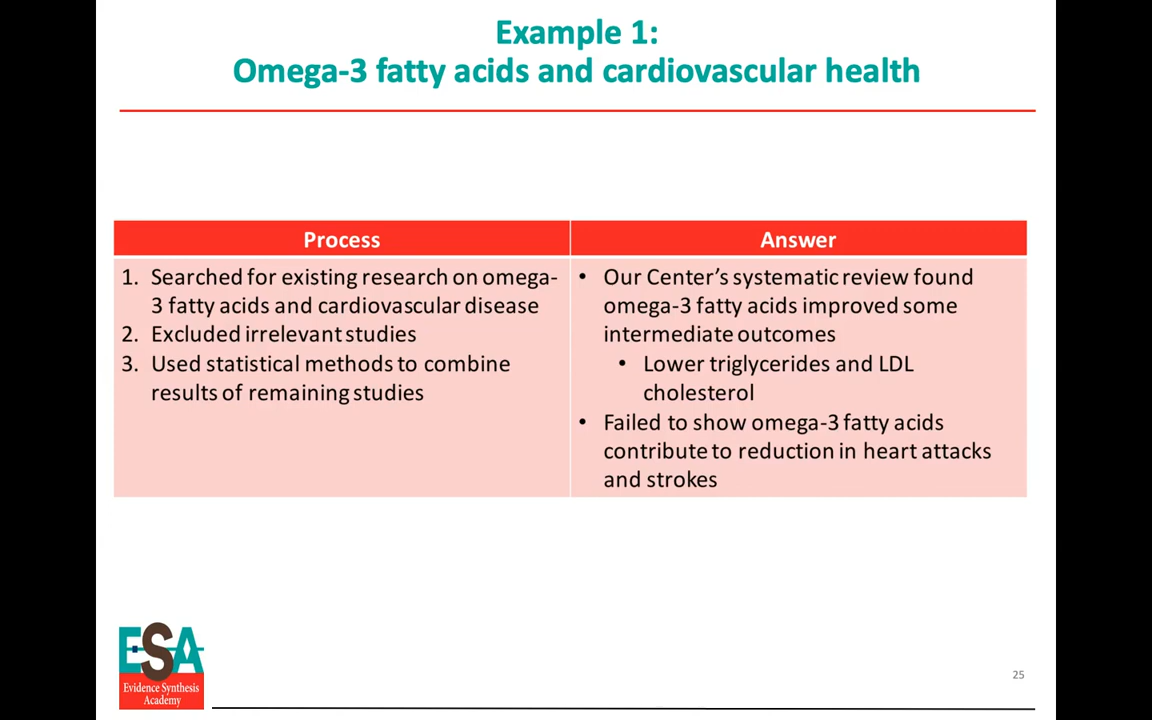 Example 1:
Omega-3 fatty acids and cardiovascular health
Process
1. Searched for existing research on omega-
3 fatty acids and cardiovascular disease
2. Excluded irrelevant studies
3. Used statistical methods to combine
results of remaining studies
Answer
• Our Center’s systematic review found
omega-3 fatty acids improved some
intermediate outcomes
• Lower triglycerides and LDL
cholesterol
• Failed to show omega-3 fatty acids
contribute to reduction in heart attacks
and strokes
ESA
Evidence Synthesis
Academy
25